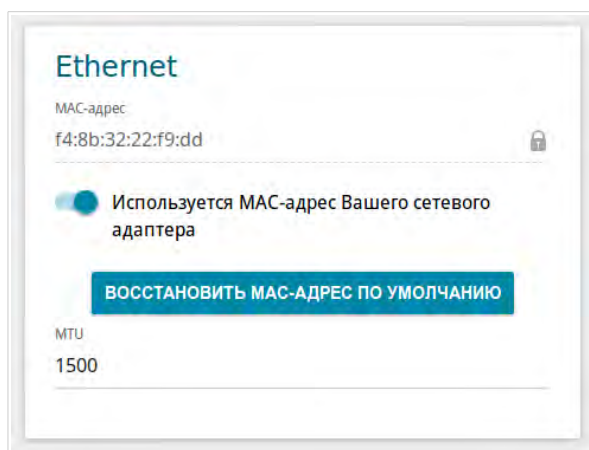 Ethernet
MAC-адрес
f4:8b:32:22:f9:dd
Используется MAC-адрес Вашего сетевого
адаптера
ВОССТАНОВИТЬ MAC-АДРЕС ПО УМОЛЧАНИЮ
MTU
1500